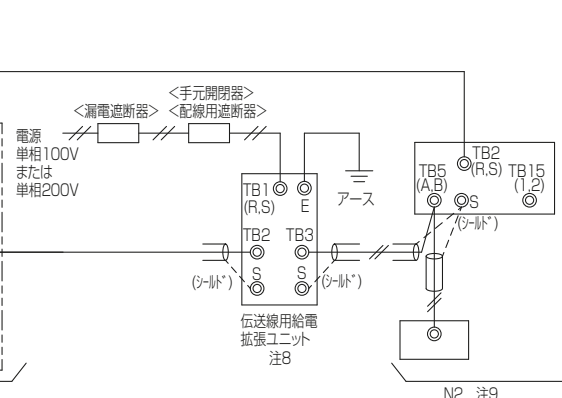 <手元開閉器>
<漏電遮断器> <配線用遮断器>
電源
単相100V
または
単相200V
アース
TB1
(R,S)
E
TB2
TB3
S
S
(シールド)
(シールド)
伝送線用給電
拡張ユニット
注8
TB2
(R,S)
TB5
(A,B)
TB15
(1,2)
S
(シールド)
N2 注9